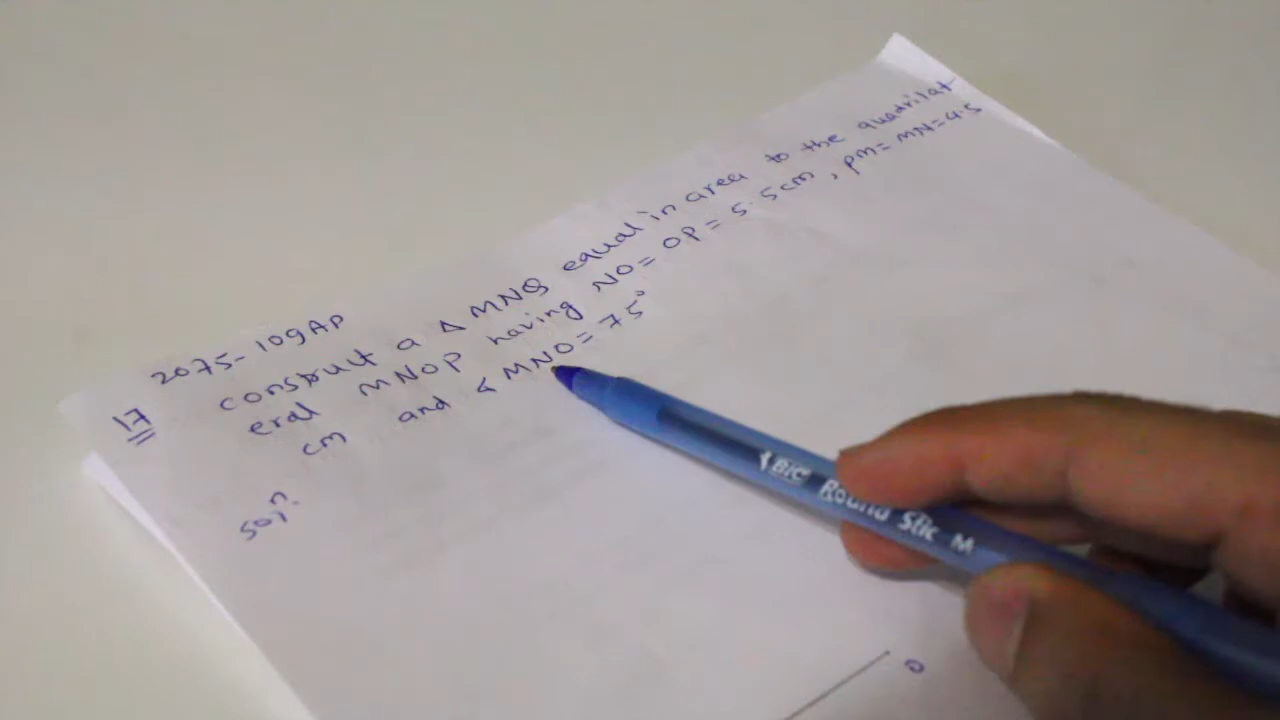 2075-109AP
17 construct a Δ MNQ equal in area to the quadrilat
eral MNOP having NO = OP = 5.5cm, pm = MN = 4.5
cm and ∠ MNO = 75°
Solⁿ:
BIC Round Stic M
O